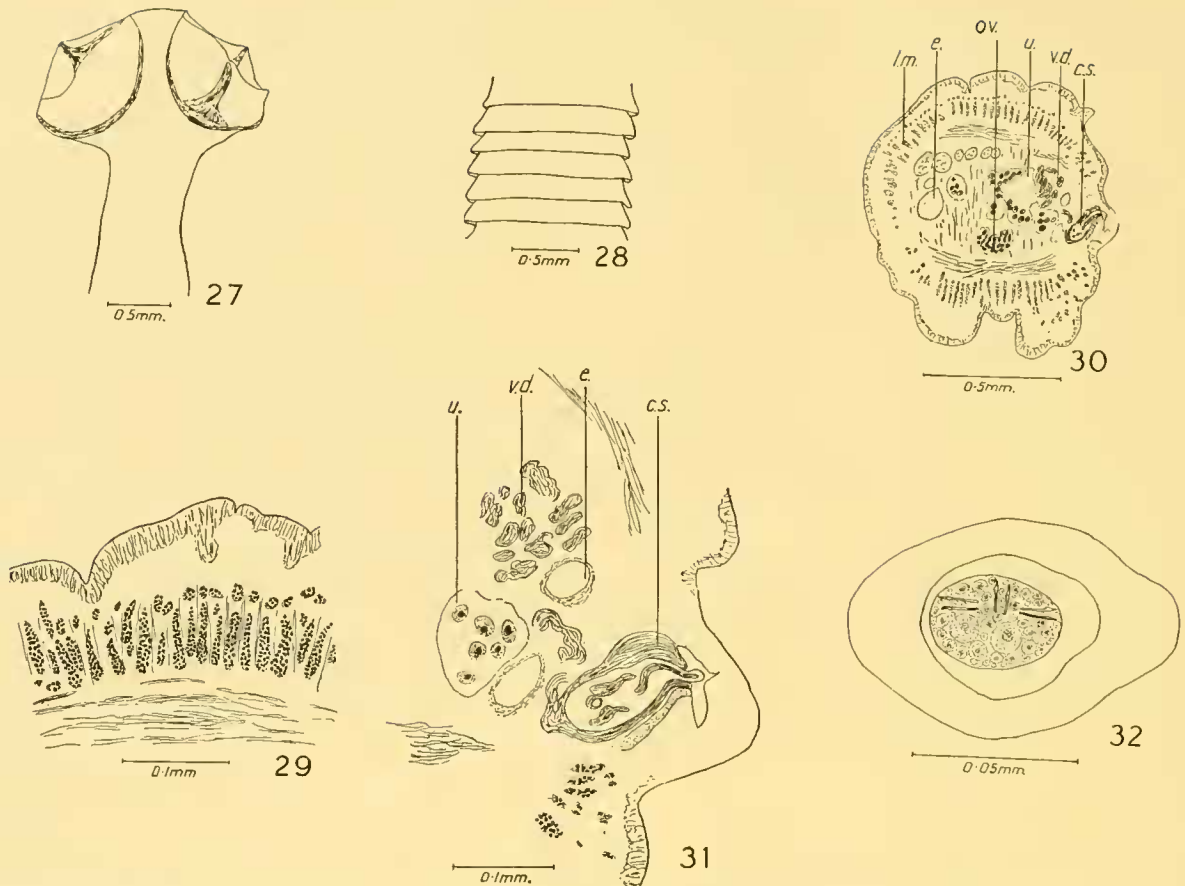 27
0.5mm.
28
0.5mm
l.m.
e.
ov.
u.
v.d.
c.s.
30
0.5mm.
29
0.1mm
u.
v.d.
e.
c.s.
31
0.1mm.
32
0.05mm.